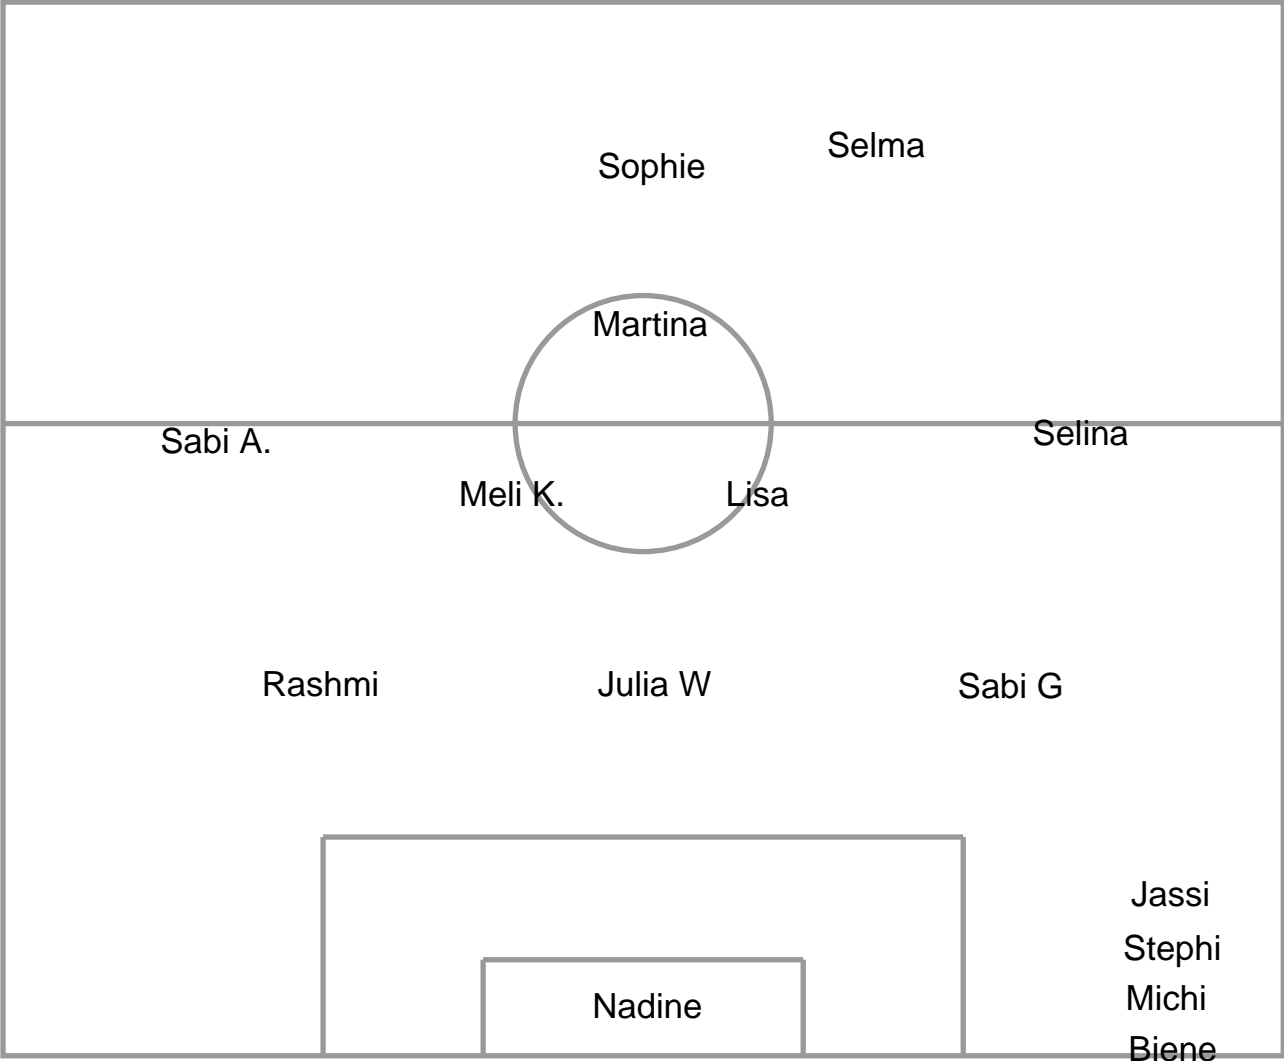 Selma
Sophie
Martina
Sabi A.
Selina
Meli K.
Lisa
Rashmi
Julia W
Sabi G
Jassi
Stephi
Michi
Nadine
Biene